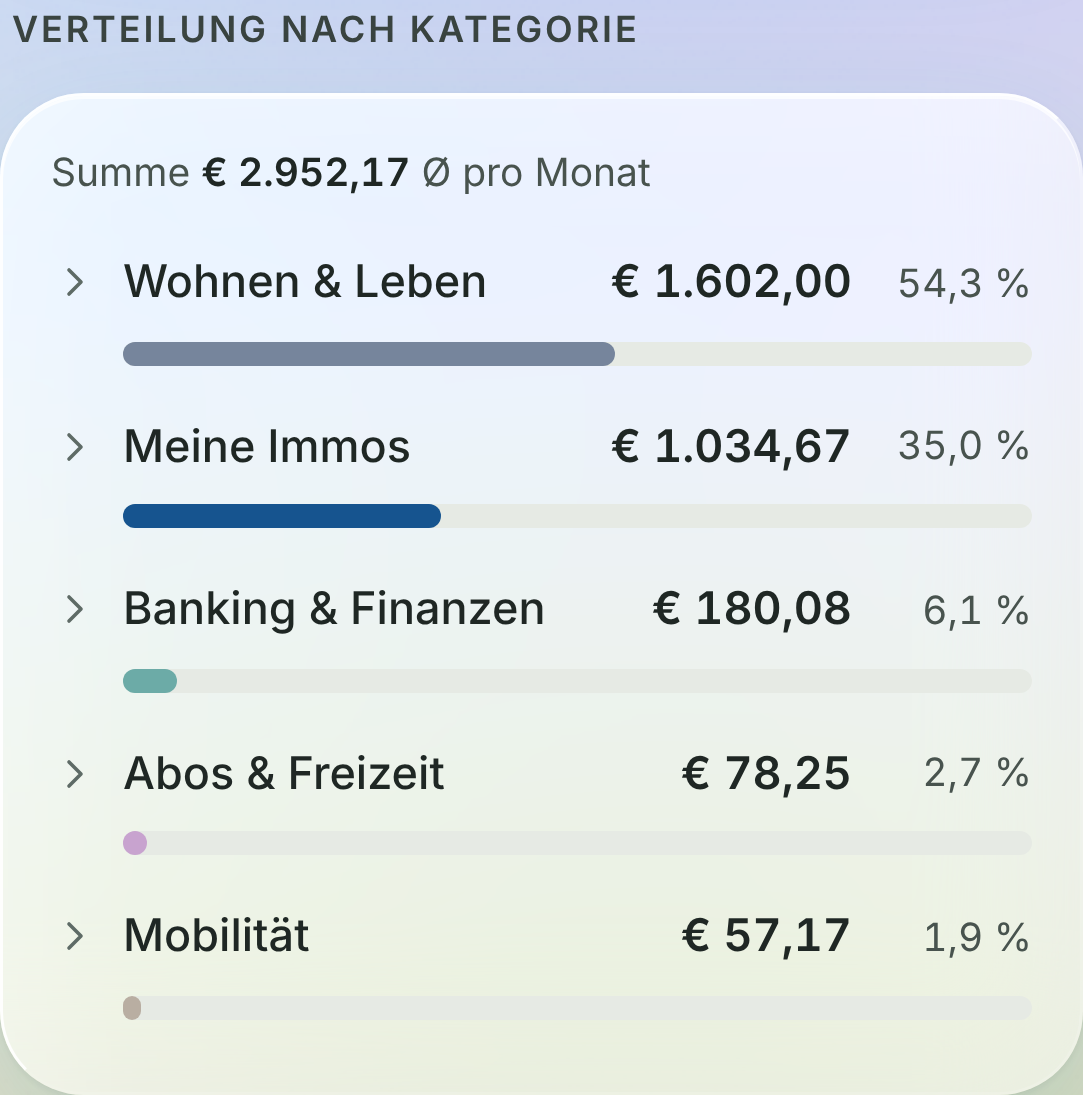 VERTEILUNG NACH KATEGORIE
Summe € 2.952,17 Ø pro Monat
Wohnen & Leben € 1.602,00 54,3 %
Meine Immos € 1.034,67 35,0 %
Banking & Finanzen € 180,08 6,1 %
Abos & Freizeit € 78,25 2,7 %
Mobilität € 57,17 1,9 %